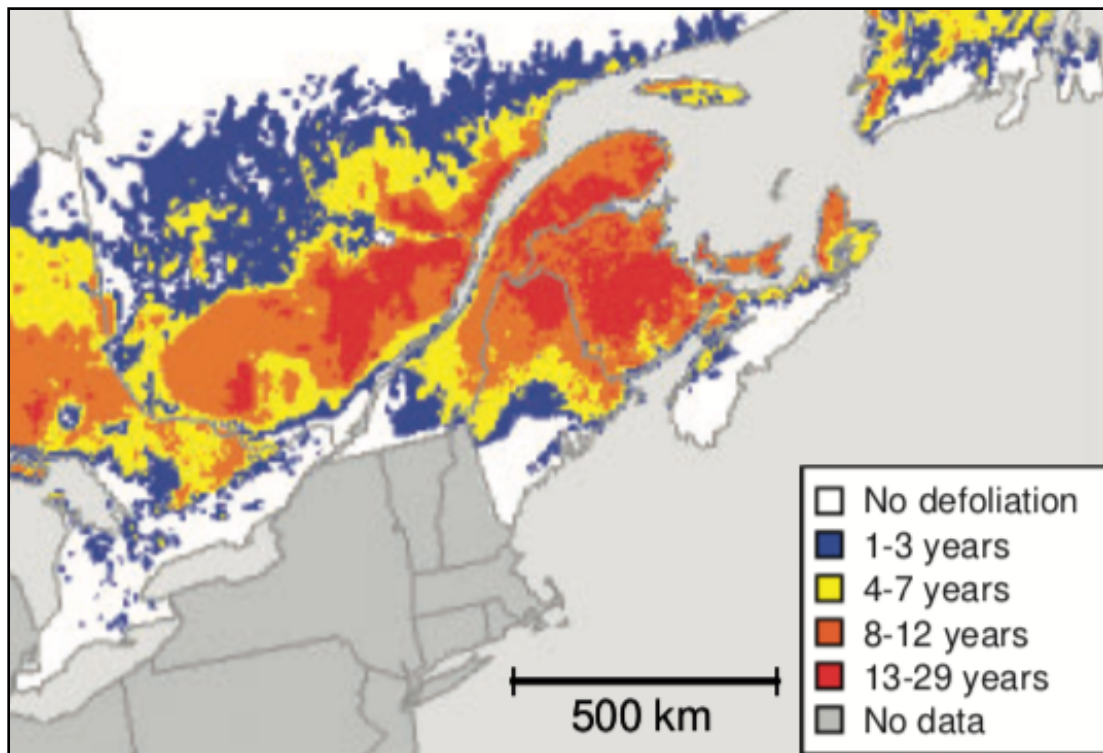 No defoliation
1-3 years
4-7 years
8-12 years
13-29 years
No data
500 km